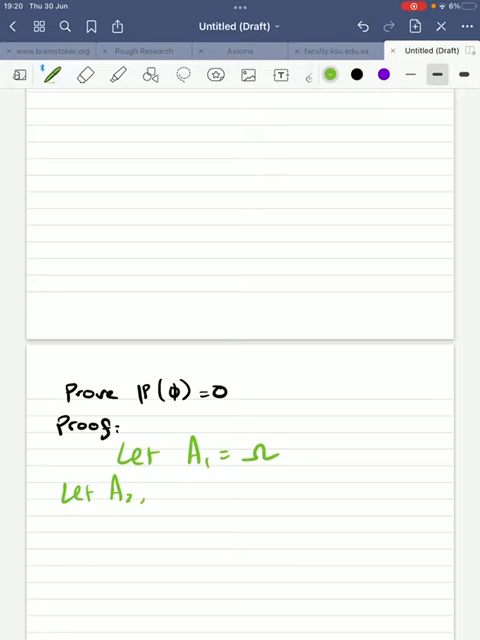 19:20 Thu 30 Jun
6%
Untitled (Draft)
www.bramstoker.org
Rough Research
Axioms
faculty.ksu.edu.sa
Untitled (Draft)
Prove ℙ(ϕ) = 0
Proof:
Let A₁ = Ω
Let A₂,